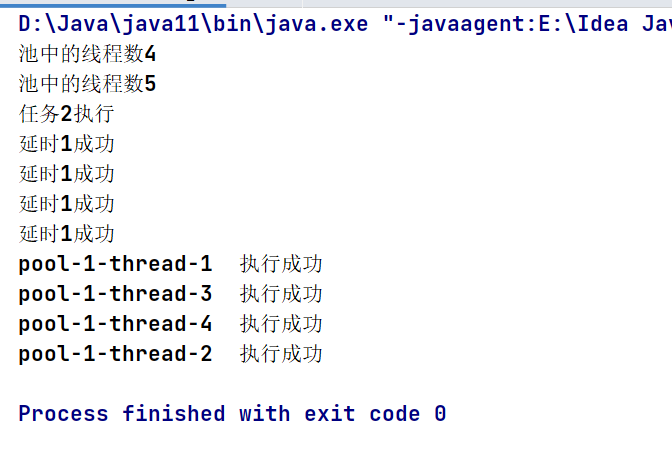 D:\Java\java11\bin\java.exe "-javaagent:E:\Idea Jav
池中的线程数4
池中的线程数5
任务2执行
延时1成功
延时1成功
延时1成功
延时1成功
pool-1-thread-1  执行成功
pool-1-thread-3  执行成功
pool-1-thread-4  执行成功
pool-1-thread-2  执行成功
Process finished with exit code 0